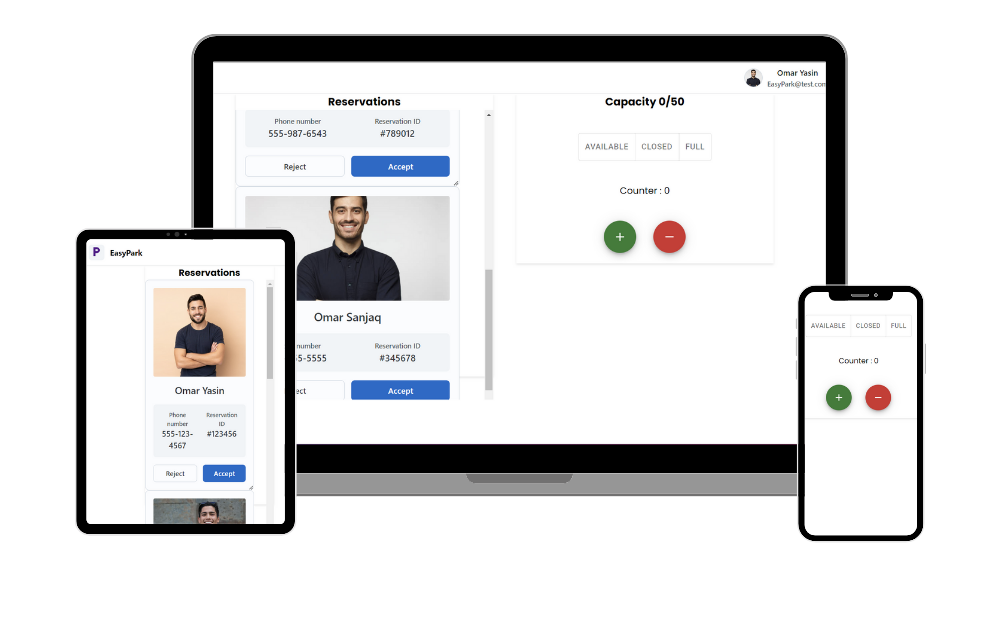 Omar Yasin
EasyPark@test.com
Reservations
Phone number
Reservation ID
555-987-6543
#789012
Reject
Accept
Omar Sanjaq
number
Reservation ID
5-5555
#345678
ect
Accept
Capacity 0/50
AVAILABLE
CLOSED
FULL
Counter : 0
+
−
P
EasyPark
Reservations
Omar Yasin
Phone
number
Reservation
ID
555-123-
4567
#123456
Reject
Accept
AVAILABLE
CLOSED
FULL
Counter : 0
+
−